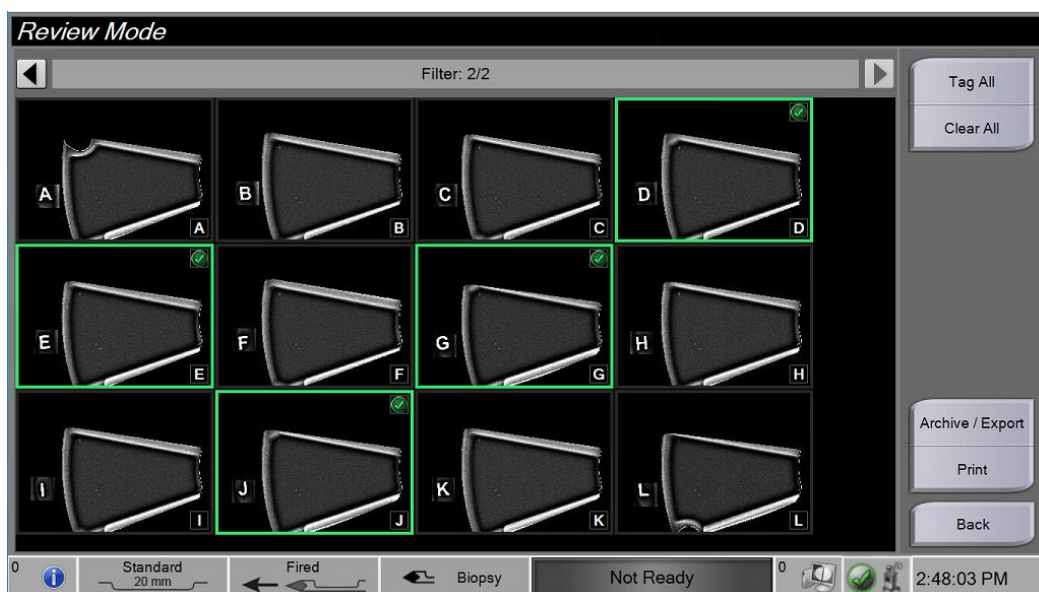 Review Mode
Filter: 2/2
Tag All
Clear All
A A
B B
C C
D D
E E
F F
G G
H H
I I
J J
K K
L L
Archive / Export
Print
Back
0 Standard 20 mm Fired Biopsy Not Ready 0 2:48:03 PM